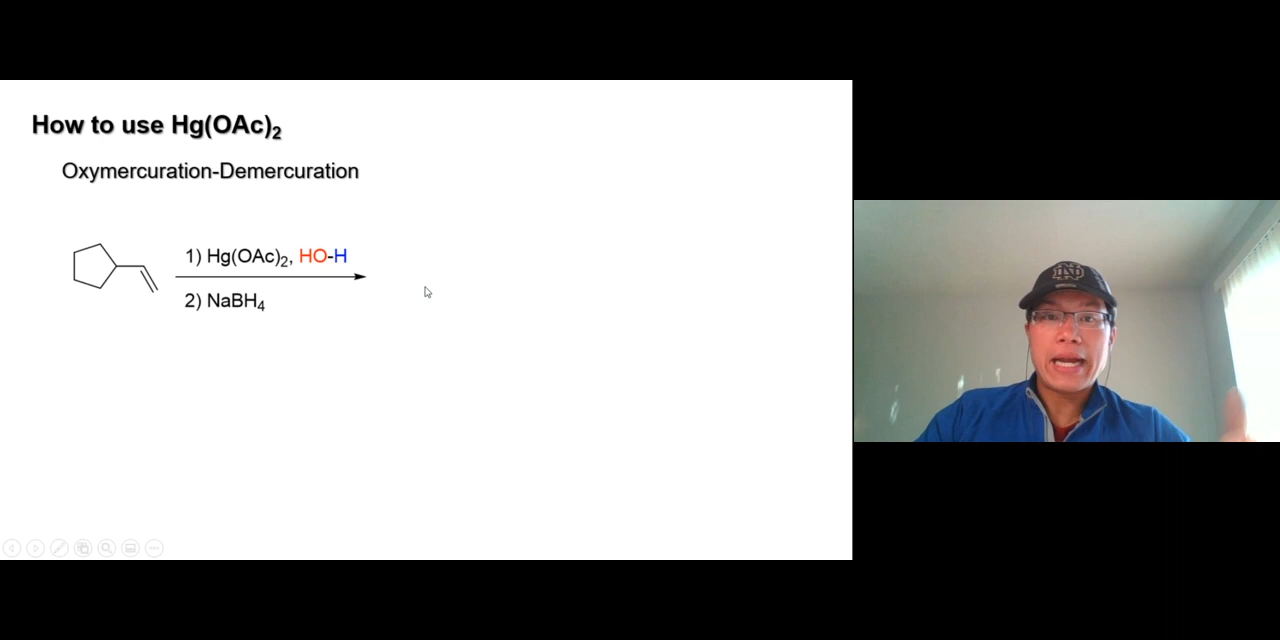 How to use Hg(OAc)₂
Oxymercuration-Demercuration
1) Hg(OAc)₂, HO-H
2) NaBH₄